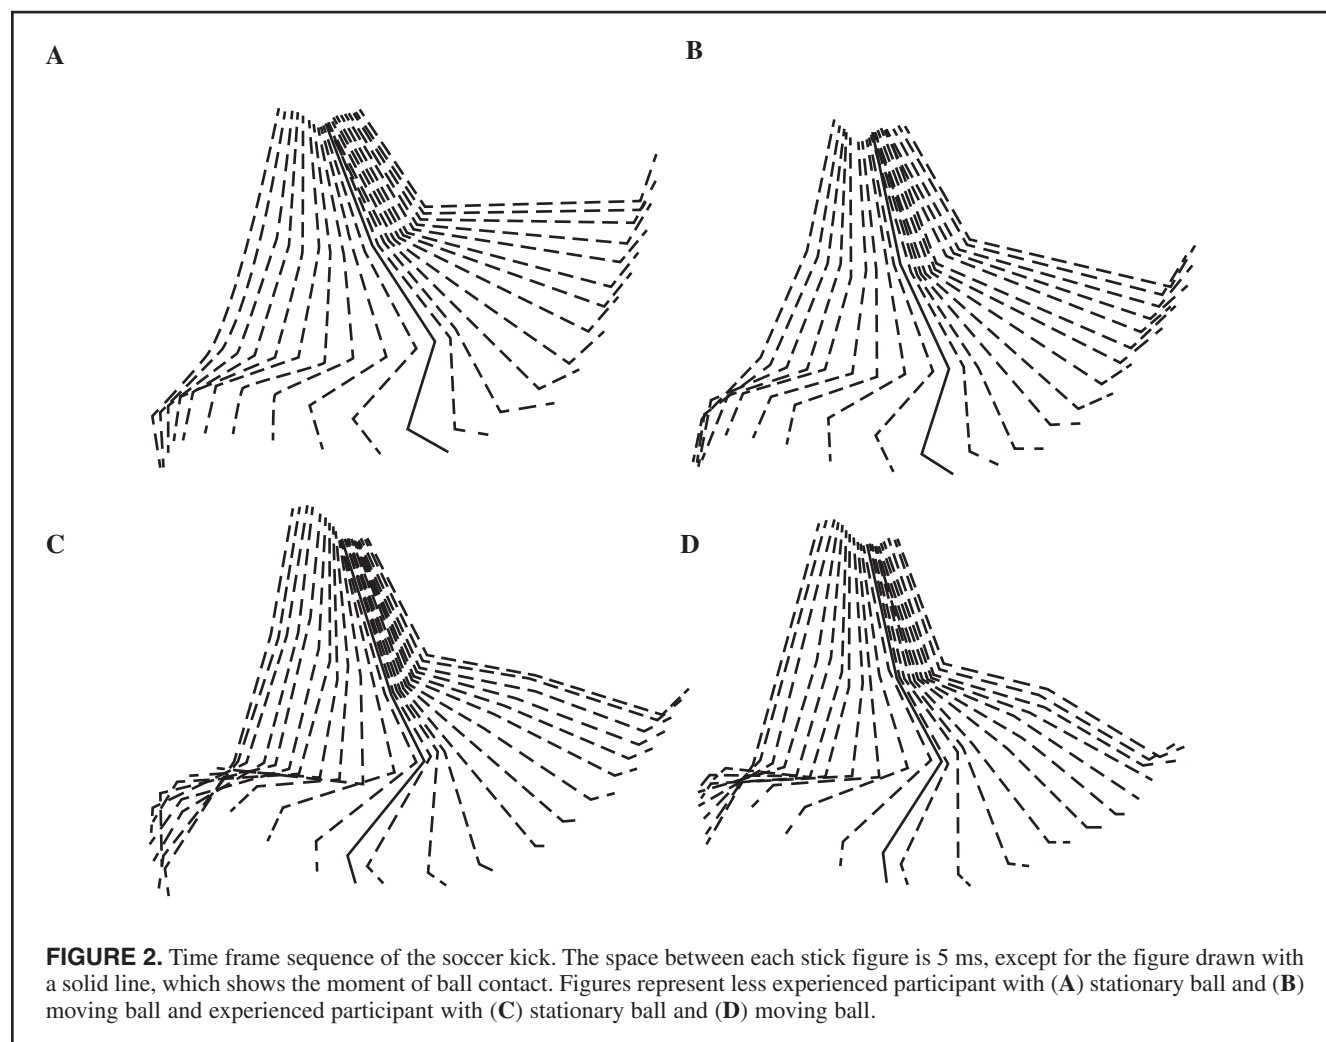 A
B
C
D
FIGURE 2. Time frame sequence of the soccer kick. The space between each stick figure is 5 ms, except for the figure drawn with
a solid line, which shows the moment of ball contact. Figures represent less experienced participant with (A) stationary ball and (B)
moving ball and experienced participant with (C) stationary ball and (D) moving ball.